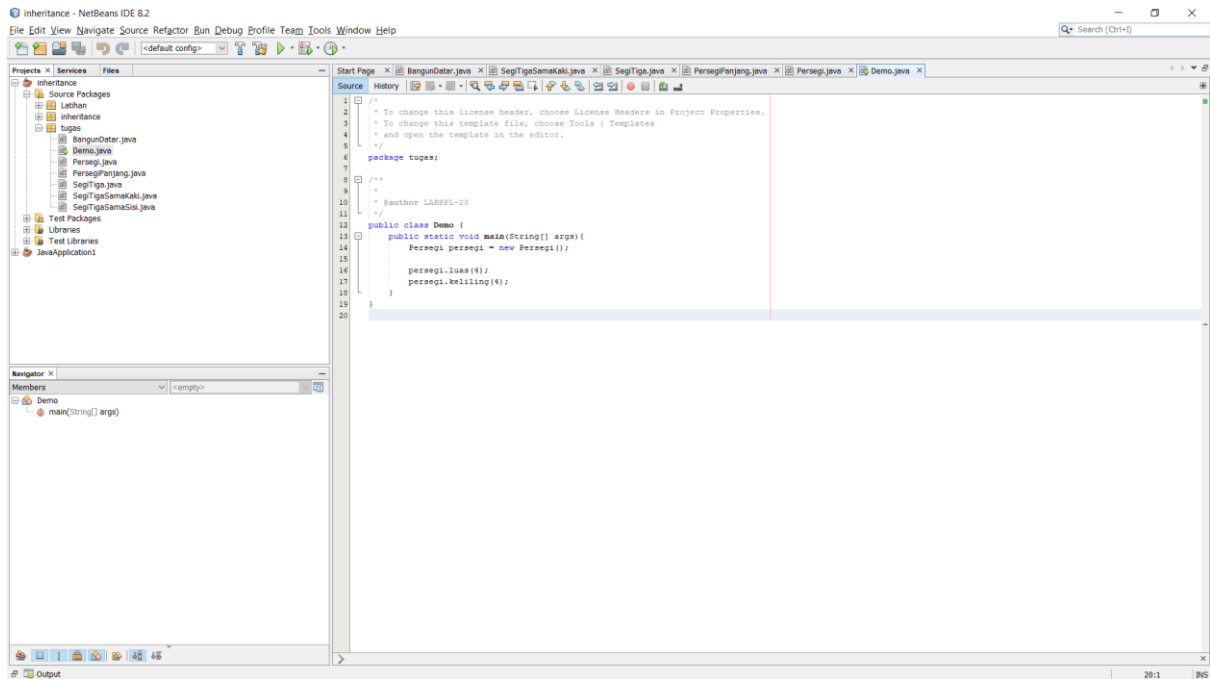 inheritance - NetBeans IDE 8.2
File Edit View Navigate Source Refactor Run Debug Profile Team Tools Window Help
Search (Ctrl+I)
<default config>
Projects Services Files
inheritance
Source Packages
Latihan
inheritance
tugas
BangunDatar.java
Demo.java
Persegi.java
PersegiPanjang.java
SegiTiga.java
SegiTigaSamaKaki.java
SegiTigaSamaSisi.java
Test Packages
Libraries
Test Libraries
JavaApplication1
Navigator
Members <empty>
Demo
main(String[] args)
Start Page BangunDatar.java SegiTigaSamaKaki.java SegiTiga.java PersegiPanjang.java Persegi.java Demo.java
Source History
1 /*
2 * To change this license header, choose License Headers in Project Properties.
3 * To change this template file, choose Tools | Templates
4 * and open the template in the editor.
5 */
6 package tugas;
7
8 /**
9 *
10 * @author LABRPL-28
11 */
12 public class Demo {
13 public static void main(String[] args){
14 Persegi persegi = new Persegi();
15
16 persegi.luas(4);
17 persegi.keliling(4);
18 }
19 }
20
Output
20:1 INS